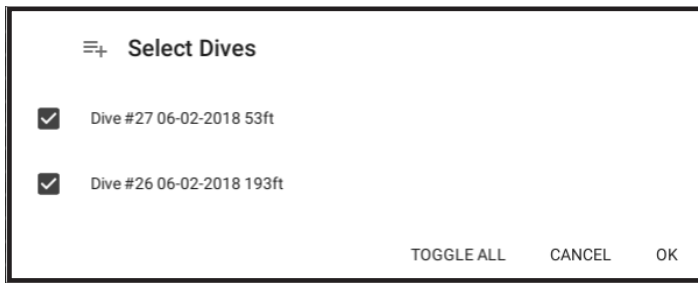 Select Dives
Dive #27 06-02-2018 53ft
Dive #26 06-02-2018 193ft
TOGGLE ALL CANCEL OK